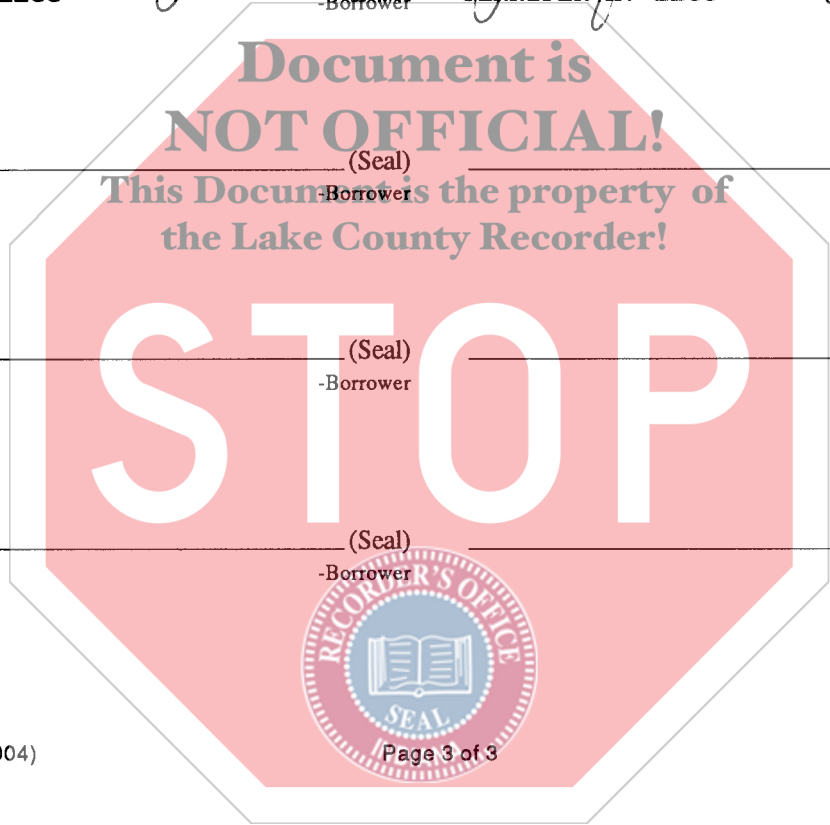 -Borrower
Document is
NOT OFFICIAL!
(Seal)
This Document is the property of
-Borrower
the Lake County Recorder!
STOP
(Seal)
-Borrower
(Seal)
-Borrower
RECORDER'S OFFICE
SEAL
INDIANA
004)
Page 3 of 3